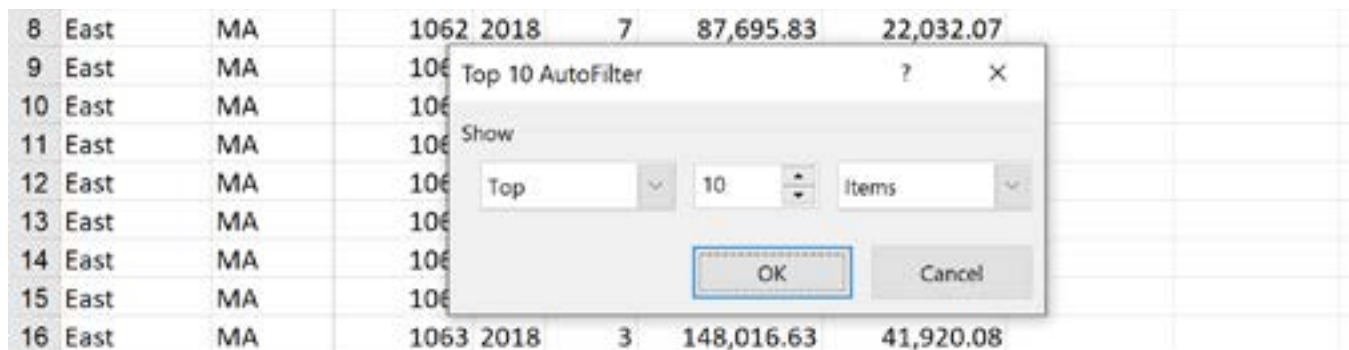 8 East MA 1062 2018 7 87,695.83 22,032.07
9 East MA 106
Top 10 AutoFilter ? ×
10 East MA 106
11 East MA 106
Show
12 East MA 106
Top 10 Items
13 East MA 106
14 East MA 106
OK Cancel
15 East MA 106
16 East MA 1063 2018 3 148,016.63 41,920.08